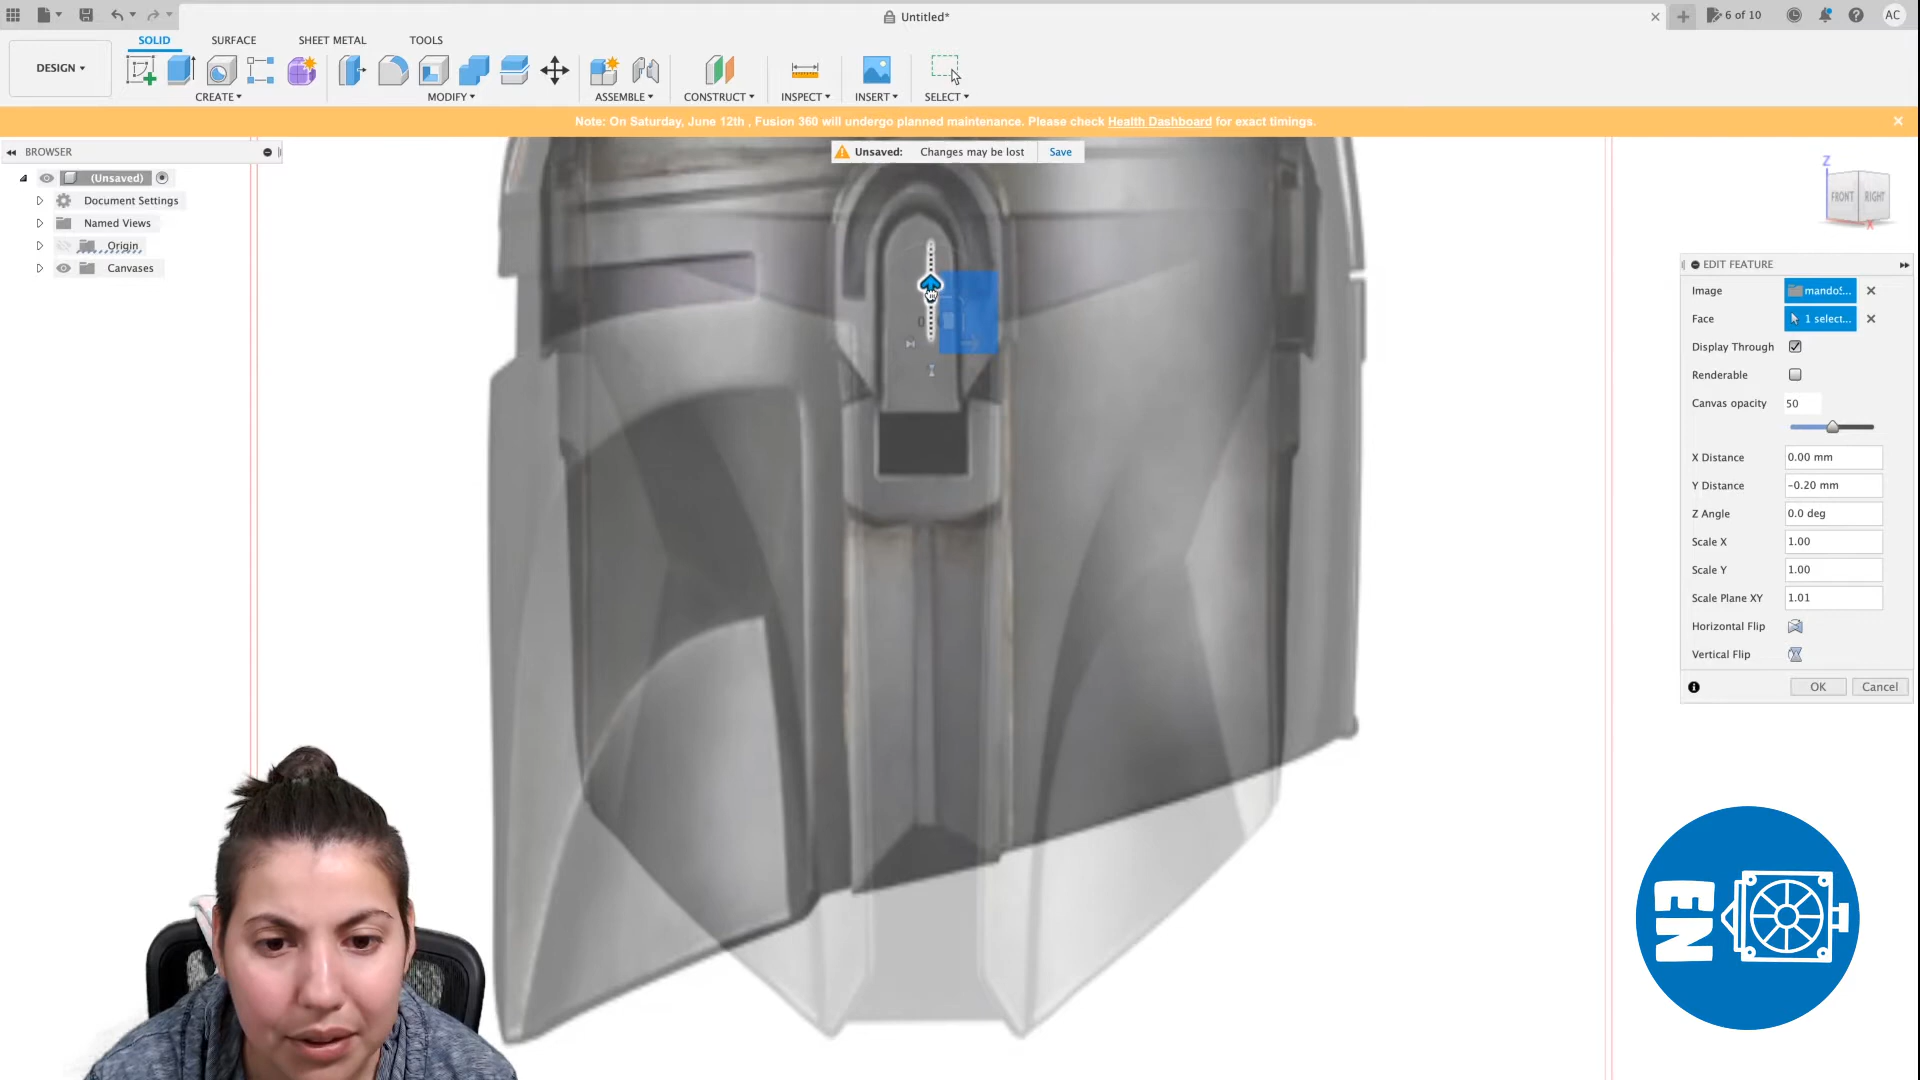 Untitled*
6 of 10
AC
DESIGN
SOLID
SURFACE
SHEET METAL
TOOLS
CREATE
MODIFY
ASSEMBLE
CONSTRUCT
INSPECT
INSERT
SELECT
Note: On Saturday, June 12th , Fusion 360 will undergo planned maintenance. Please check Health Dashboard for exact timings.
BROWSER
Unsaved: Changes may be lost Save
(Unsaved)
Document Settings
Named Views
Origin
Canvases
Z
FRONT
RIGHT
X
EDIT FEATURE
Image mandoS...
Face 1 select...
Display Through
Renderable
Canvas opacity 50
X Distance 0.00 mm
Y Distance -0.20 mm
Z Angle 0.0 deg
Scale X 1.00
Scale Y 1.00
Scale Plane XY 1.01
Horizontal Flip
Vertical Flip
OK Cancel
EN